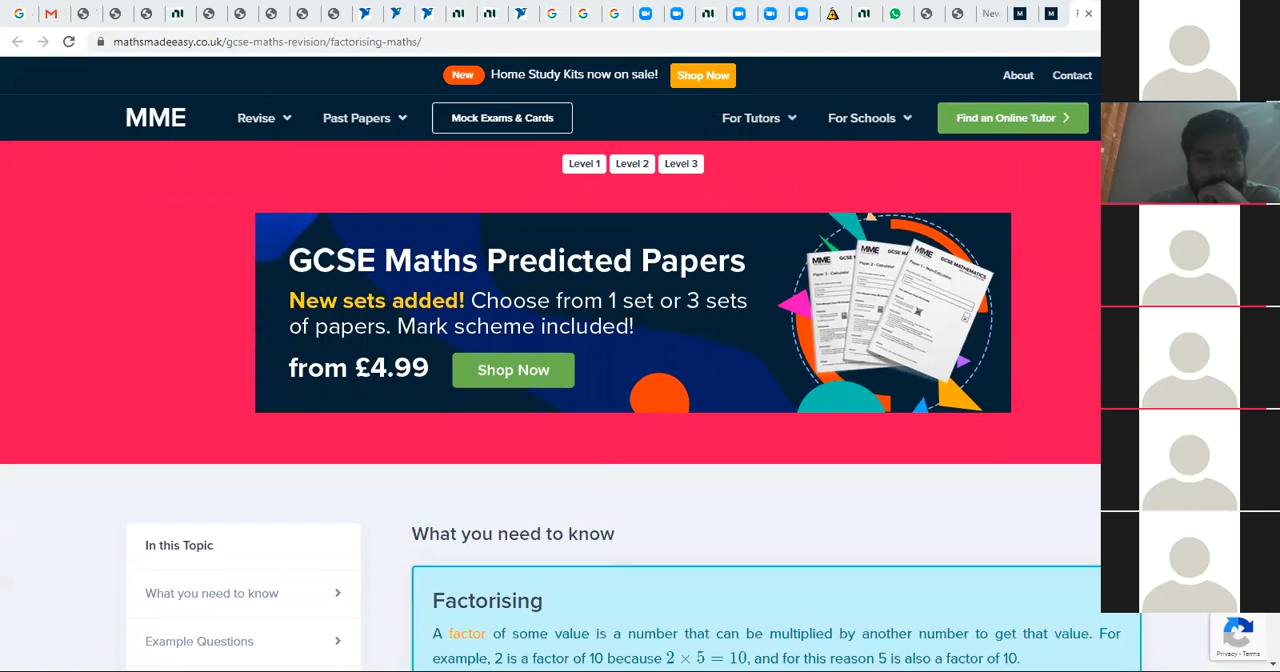 New
mathsmadeeasy.co.uk/gcse-maths-revision/factorising-maths/
New Home Study Kits now on sale! Shop Now
About Contact
MME Revise Past Papers Mock Exams & Cards For Tutors For Schools Find an Online Tutor
Level 1 Level 2 Level 3
GCSE Maths Predicted Papers
New sets added! Choose from 1 set or 3 sets
of papers. Mark scheme included!
from £4.99 Shop Now
In this Topic
What you need to know
Example Questions
What you need to know
Factorising
A factor of some value is a number that can be multiplied by another number to get that value. For
example, 2 is a factor of 10 because 2 × 5 = 10, and for this reason 5 is also a factor of 10.
Privacy - Terms